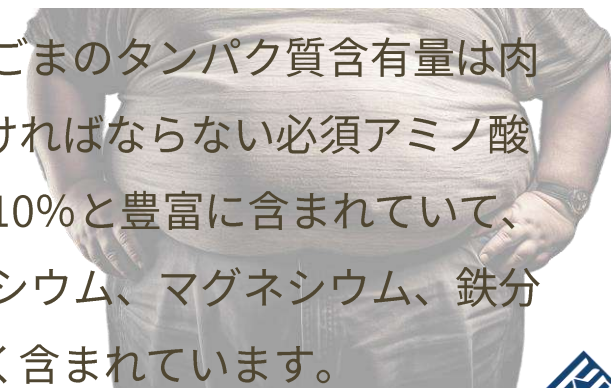 ごまのタンパク質含有量は肉
ければならない必須アミノ酸
10%と豊富に含まれていて、
シウム、マグネシウム、鉄分
く含まれています。